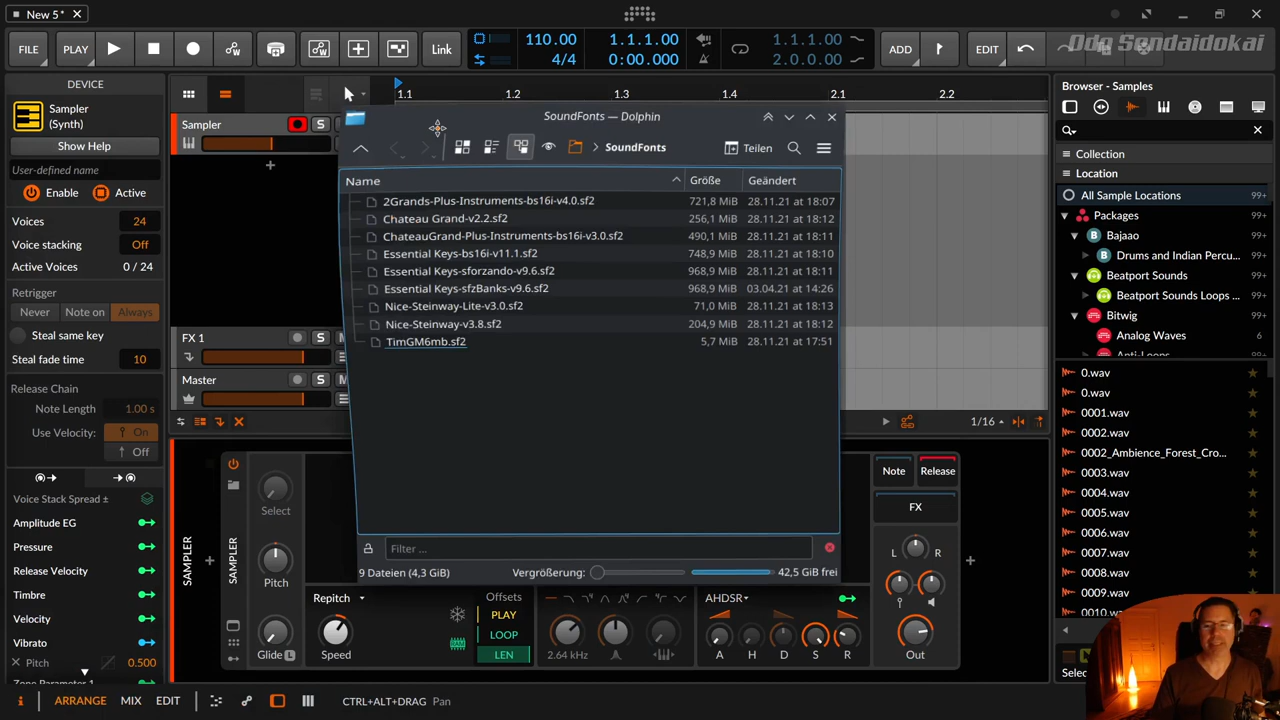 New 5*
FILE
PLAY
Link
110.00
4/4
1.1.1.00
0:00.000
1.1.1.00
2.0.0.00
ADD
EDIT
Odo Sendaidokai
DEVICE
Sampler
(Synth)
Show Help
User-defined name
Enable
Active
Voices
24
Voice stacking
Off
Active Voices
0 / 24
Retrigger
Never
Note on
Always
Steal same key
Steal fade time
10
Release Chain
Note Length
1.00 s
Use Velocity:
On
Off
Voice Stack Spread ±
Amplitude EG
Pressure
Release Velocity
Timbre
Velocity
Vibrato
Pitch
0.500
1.1
1.2
1.3
1.4
2.1
2.2
Sampler
S
FX 1
S
Master
S
1/16
SoundFonts — Dolphin
SoundFonts
Teilen
Name
Größe
Geändert
2Grands-Plus-Instruments-bs16i-v4.0.sf2 721,8 MiB 28.11.21 at 18:07
Chateau Grand-v2.2.sf2 256,1 MiB 28.11.21 at 18:12
ChateauGrand-Plus-Instruments-bs16i-v3.0.sf2 490,1 MiB 28.11.21 at 18:11
Essential Keys-bs16i-v11.1.sf2 748,9 MiB 28.11.21 at 18:10
Essential Keys-sforzando-v9.6.sf2 968,9 MiB 28.11.21 at 18:11
Essential Keys-sfzBanks-v9.6.sf2 968,9 MiB 03.04.21 at 14:26
Nice-Steinway-Lite-v3.0.sf2 71,0 MiB 28.11.21 at 18:13
Nice-Steinway-v3.8.sf2 204,9 MiB 28.11.21 at 18:12
TimGM6mb.sf2 5,7 MiB 28.11.21 at 17:51
Filter ...
9 Dateien (4,3 GiB)
Vergrößerung:
42,5 GiB frei
SAMPLER
SAMPLER
Select
Pitch
Glide L
Repitch
Speed
Offsets
PLAY
LOOP
LEN
2.64 kHz
AHDSR
A
H
D
S
R
Note
Release
FX
L
R
Out
Browser - Samples
Collection
Location
All Sample Locations 99+
Packages 99+
Bajaao 99+
Drums and Indian Percu... 99+
Beatport Sounds 99+
Beatport Sounds Loops ... 99+
Bitwig 99+
Analog Waves 6
0.wav
0.wav
0001.wav
0002.wav
0002_Ambience_Forest_Cro...
0003.wav
0004.wav
0005.wav
0006.wav
0007.wav
0008.wav
0009.wav
ARRANGE
MIX
EDIT
CTRL+ALT+DRAG Pan